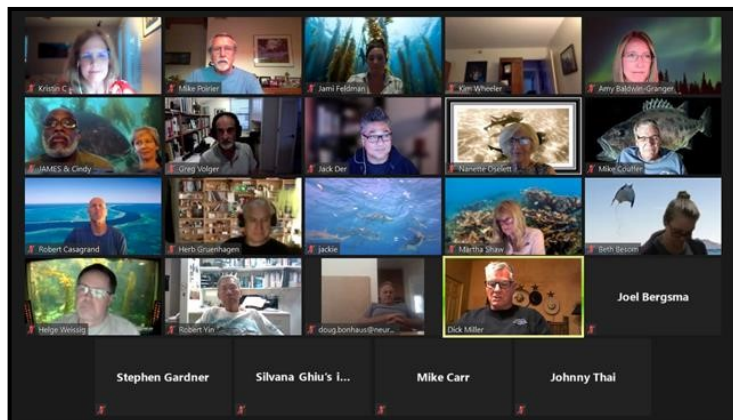 Kristin C
Mike Poirier
Jami Feldman
Kim Wheeler
Amy Baldwin-Granger
JAMES & Cindy
Greg Volger
Jack Der
Nanette Oselett
Mike Couffer
Robert Casagrand
Herb Gruenhagen
jackie
Martha Shaw
Beth Besom
Helge Weissig
Robert Yin
doug.bonhaus@neur...
Dick Miller
Joel Bergsma
Stephen Gardner
Silvana Ghiu's i...
Mike Carr
Johnny Thai